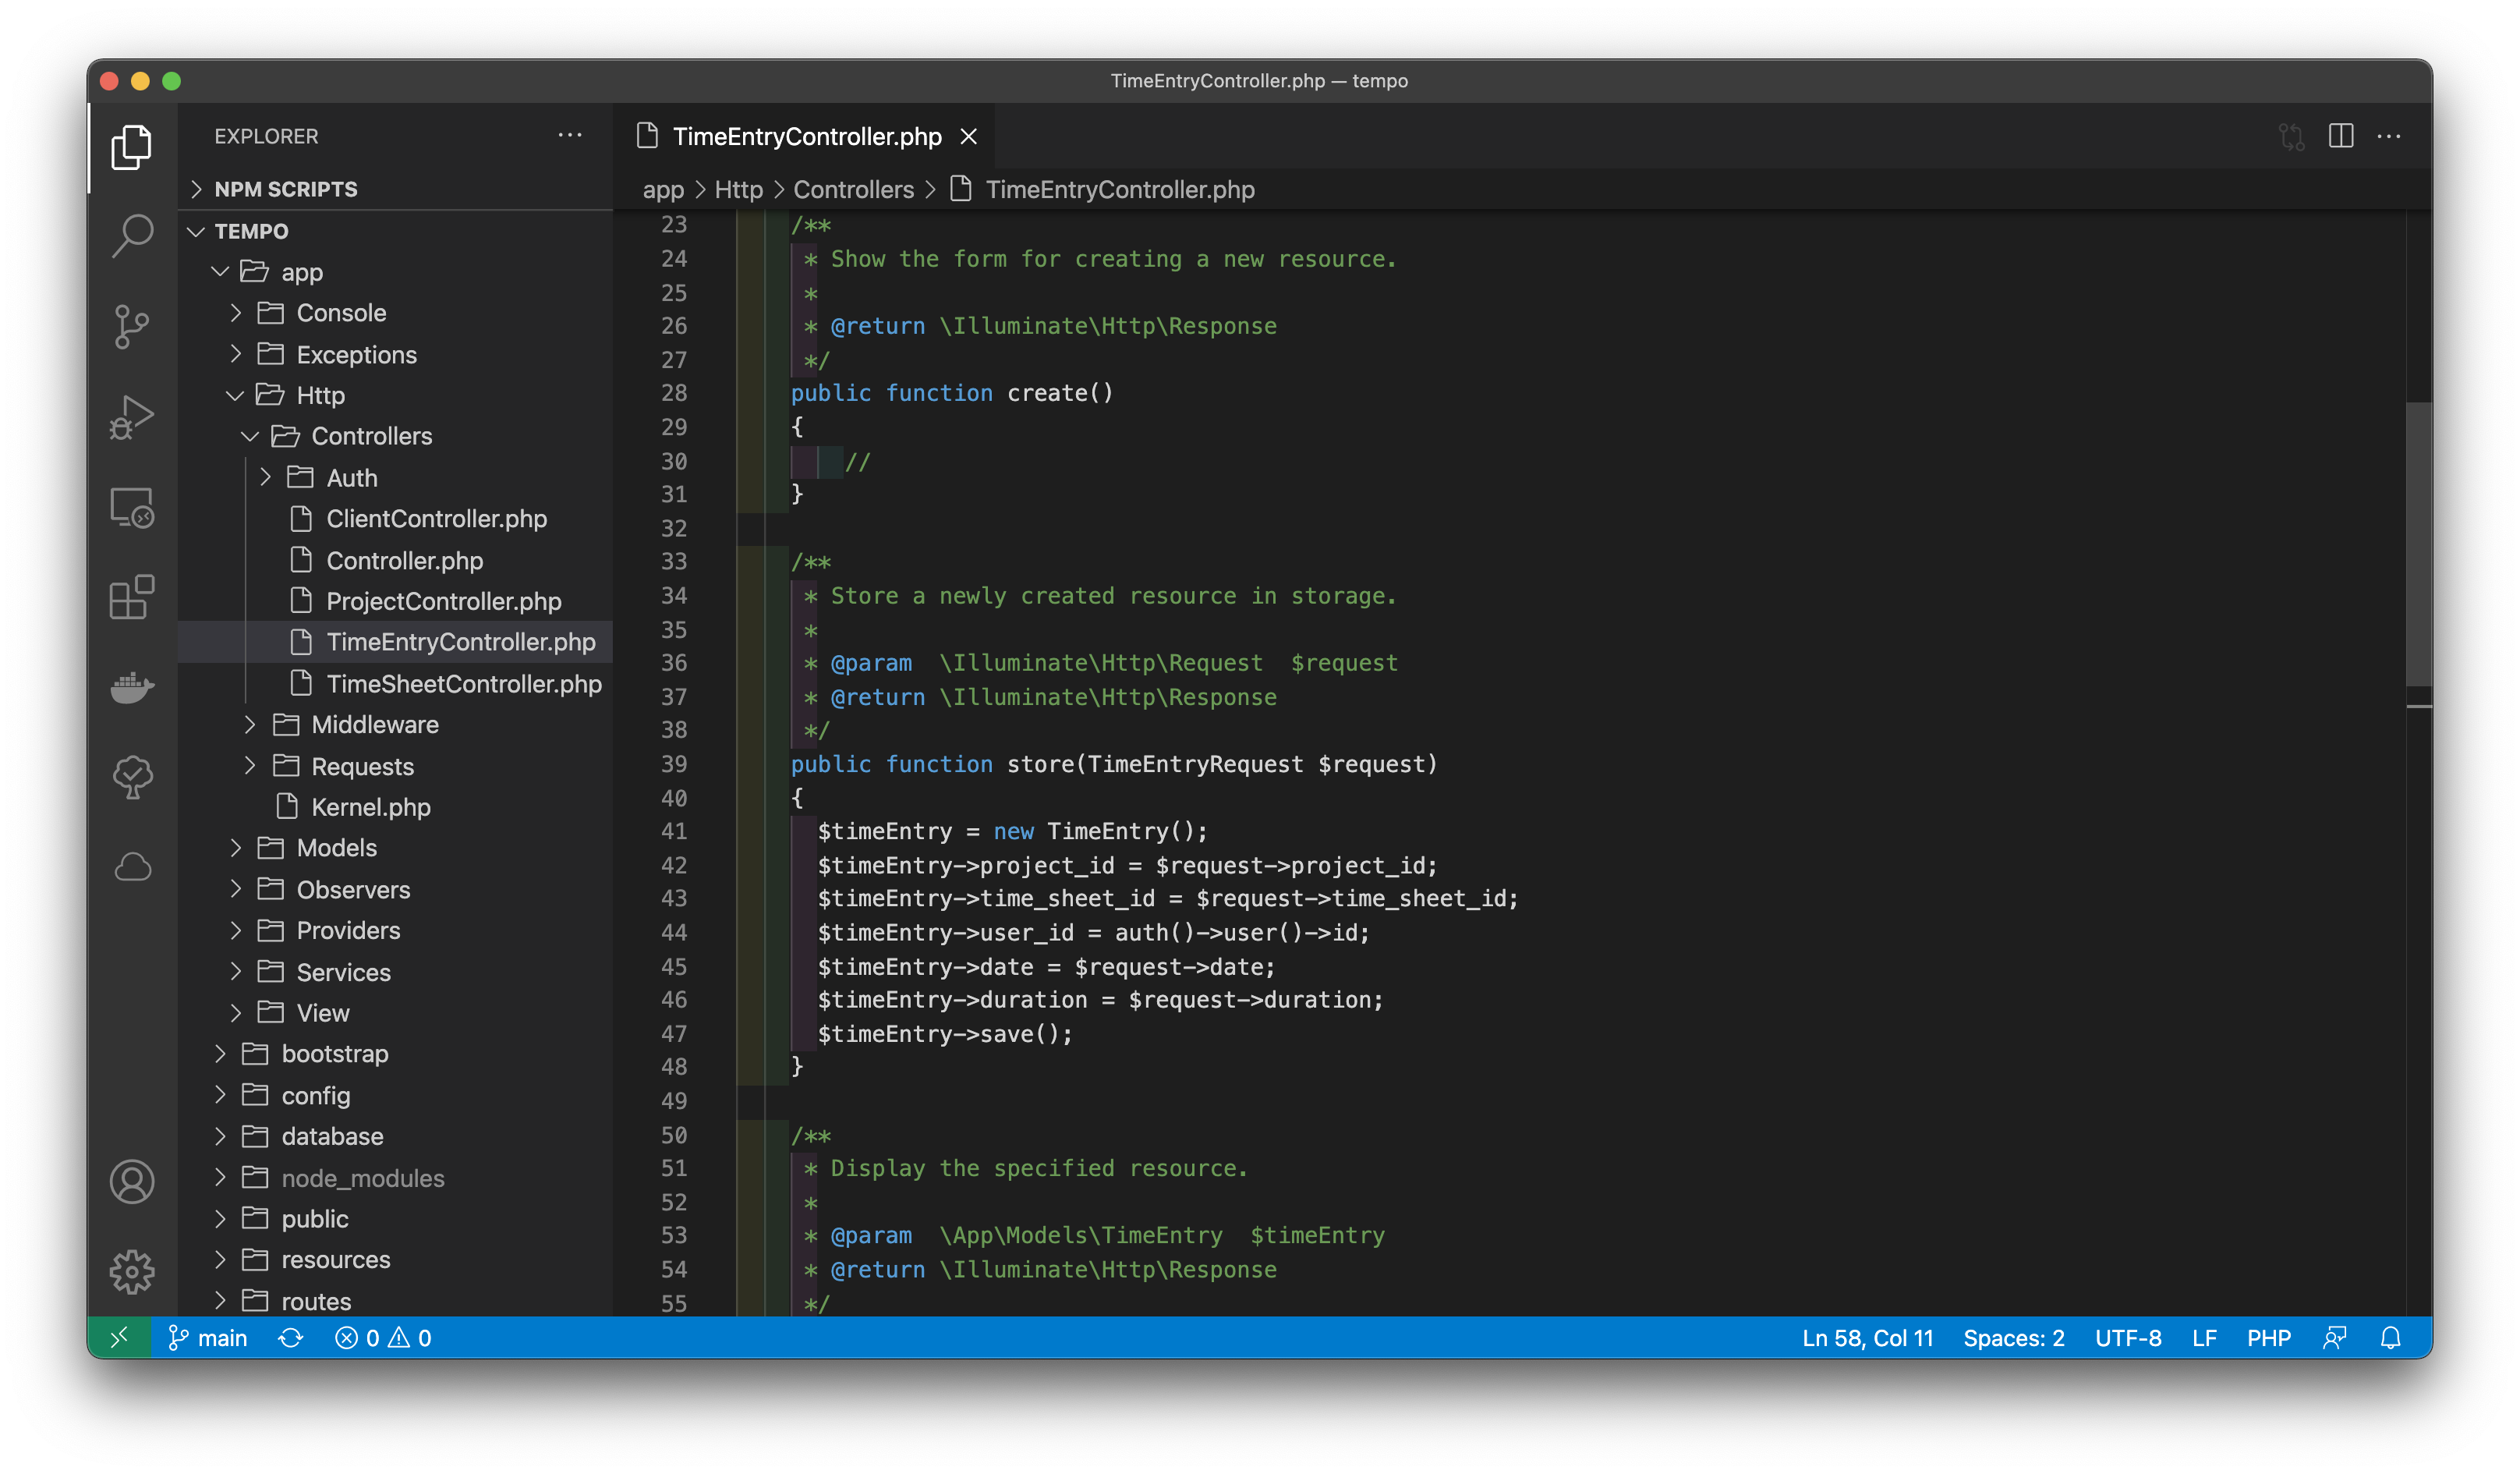 TimeEntryController.php — tempo
EXPLORER
NPM SCRIPTS
TEMPO
app
Console
Exceptions
Http
Controllers
Auth
ClientController.php
Controller.php
ProjectController.php
TimeEntryController.php
TimeSheetController.php
Middleware
Requests
Kernel.php
Models
Observers
Providers
Services
View
bootstrap
config
database
node_modules
public
resources
routes
TimeEntryController.php
app > Http > Controllers > TimeEntryController.php
23 /**
24 * Show the form for creating a new resource.
25 *
26 * @return \Illuminate\Http\Response
27 */
28 public function create()
29 {
30 //
31 }
32
33 /**
34 * Store a newly created resource in storage.
35 *
36 * @param  \Illuminate\Http\Request  $request
37 * @return \Illuminate\Http\Response
38 */
39 public function store(TimeEntryRequest $request)
40 {
41 $timeEntry = new TimeEntry();
42 $timeEntry->project_id = $request->project_id;
43 $timeEntry->time_sheet_id = $request->time_sheet_id;
44 $timeEntry->user_id = auth()->user()->id;
45 $timeEntry->date = $request->date;
46 $timeEntry->duration = $request->duration;
47 $timeEntry->save();
48 }
49
50 /**
51 * Display the specified resource.
52 *
53 * @param  \App\Models\TimeEntry  $timeEntry
54 * @return \Illuminate\Http\Response
55 */
main 0 0 Ln 58, Col 11 Spaces: 2 UTF-8 LF PHP